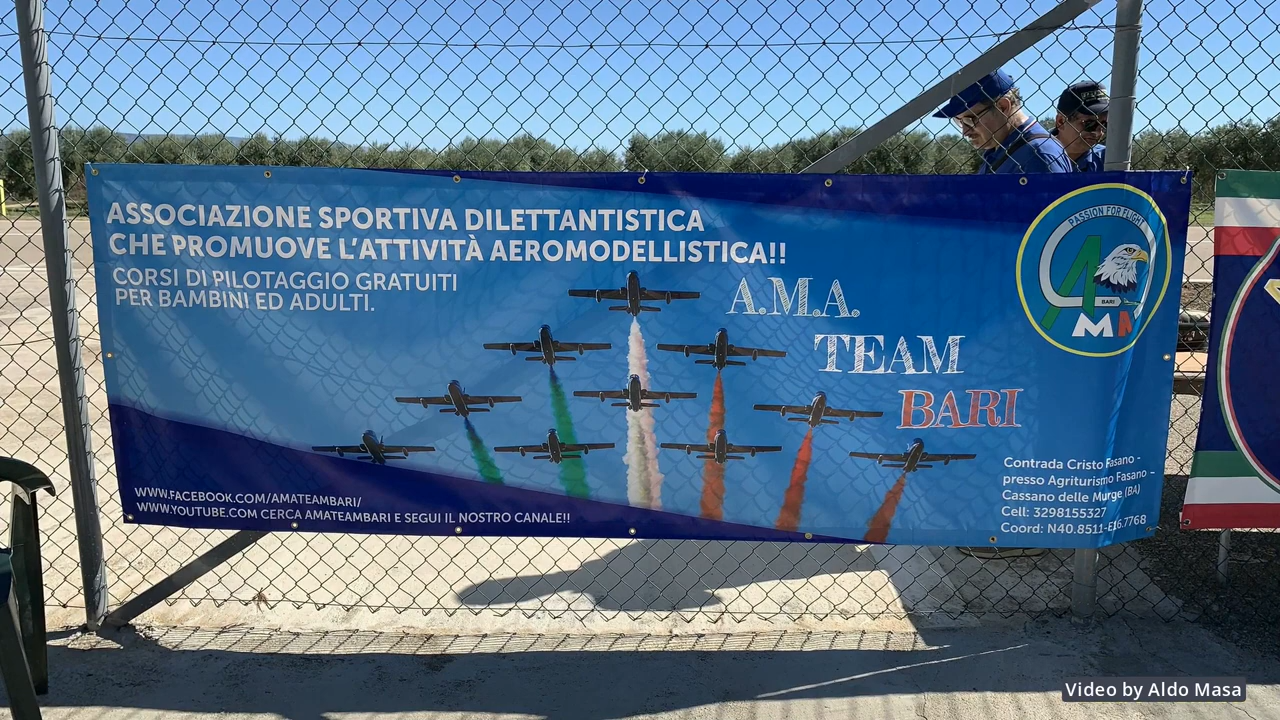 ASSOCIAZIONE SPORTIVA DILETTANTISTICA
CHE PROMUOVE L'ATTIVITÀ AEROMODELLISTICA!!
CORSI DI PILOTAGGIO GRATUITI
PER BAMBINI ED ADULTI.
PASSION FOR FLIGHT
BARI
AMA
A.M.A.
TEAM
BARI
Contrada Cristo Fasano -
presso Agriturismo Fasano -
Cassano delle Murge (BA)
Cell: 3298155327
Coord: N40.8511-E16.7768
WWW.FACEBOOK.COM/AMATEAMBARI/
WWW.YOUTUBE.COM CERCA AMATEAMBARI E SEGUI IL NOSTRO CANALE!!
Video by Aldo Masa